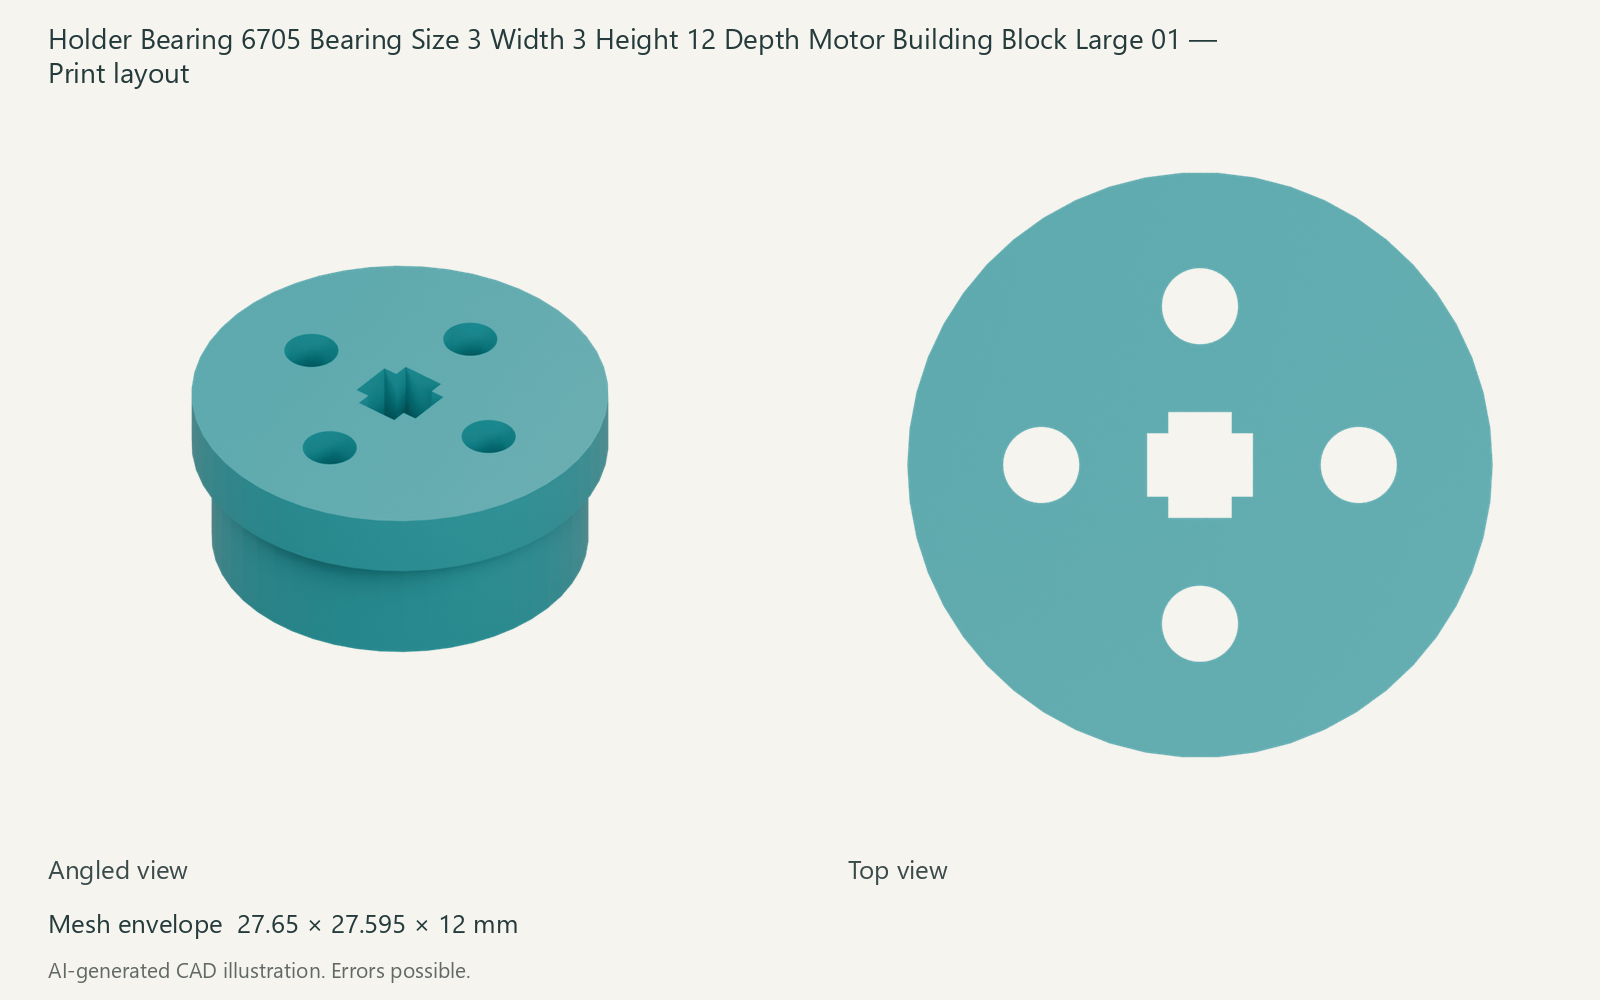 Holder Bearing 6705 Bearing Size 3 Width 3 Height 12 Depth Motor Building Block Large 01 —
Print layout
Angled view
Top view
Mesh envelope  27.65 × 27.595 × 12 mm
AI-generated CAD illustration. Errors possible.